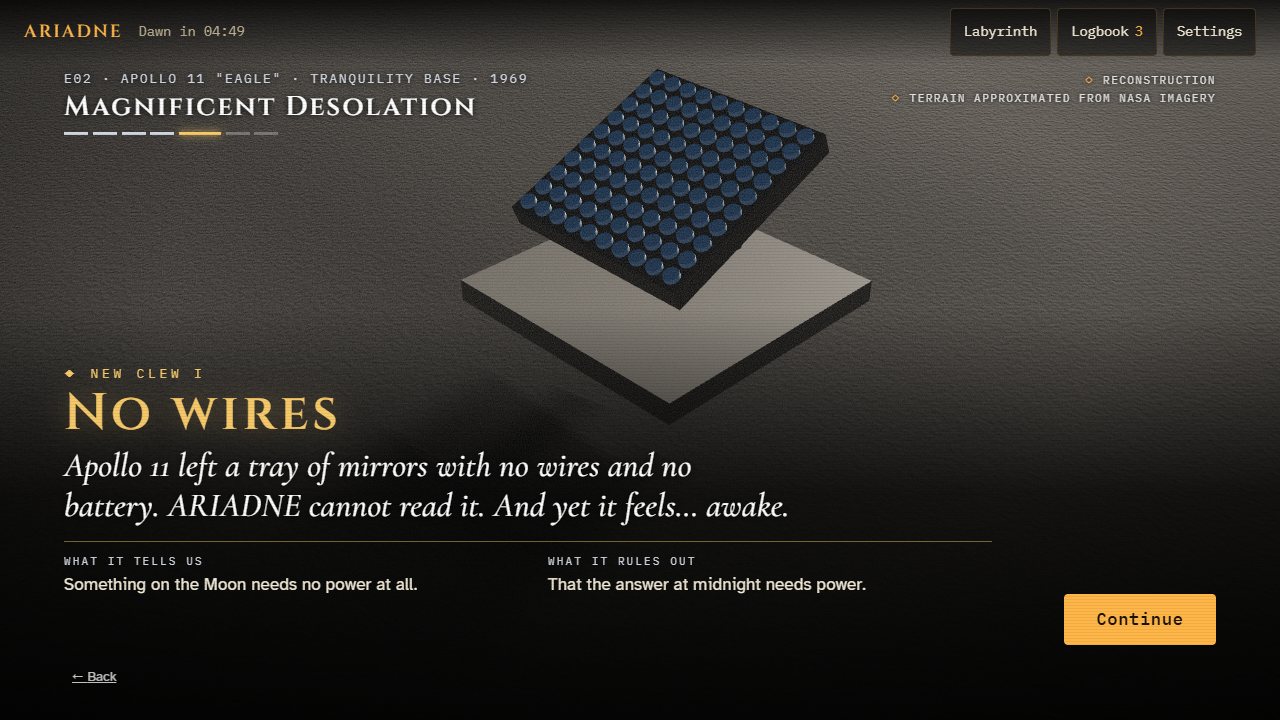 ARIADNE Dawn in 04:49 Labyrinth Logbook 3 Settings
E02 · APOLLO 11 "EAGLE" · TRANQUILITY BASE · 1969
Magnificent Desolation
◇ RECONSTRUCTION
◇ TERRAIN APPROXIMATED FROM NASA IMAGERY
◆ NEW CLEW I
No wires
Apollo 11 left a tray of mirrors with no wires and no
battery. ARIADNE cannot read it. And yet it feels... awake.
WHAT IT TELLS US
Something on the Moon needs no power at all.
WHAT IT RULES OUT
That the answer at midnight needs power.
Continue
← Back